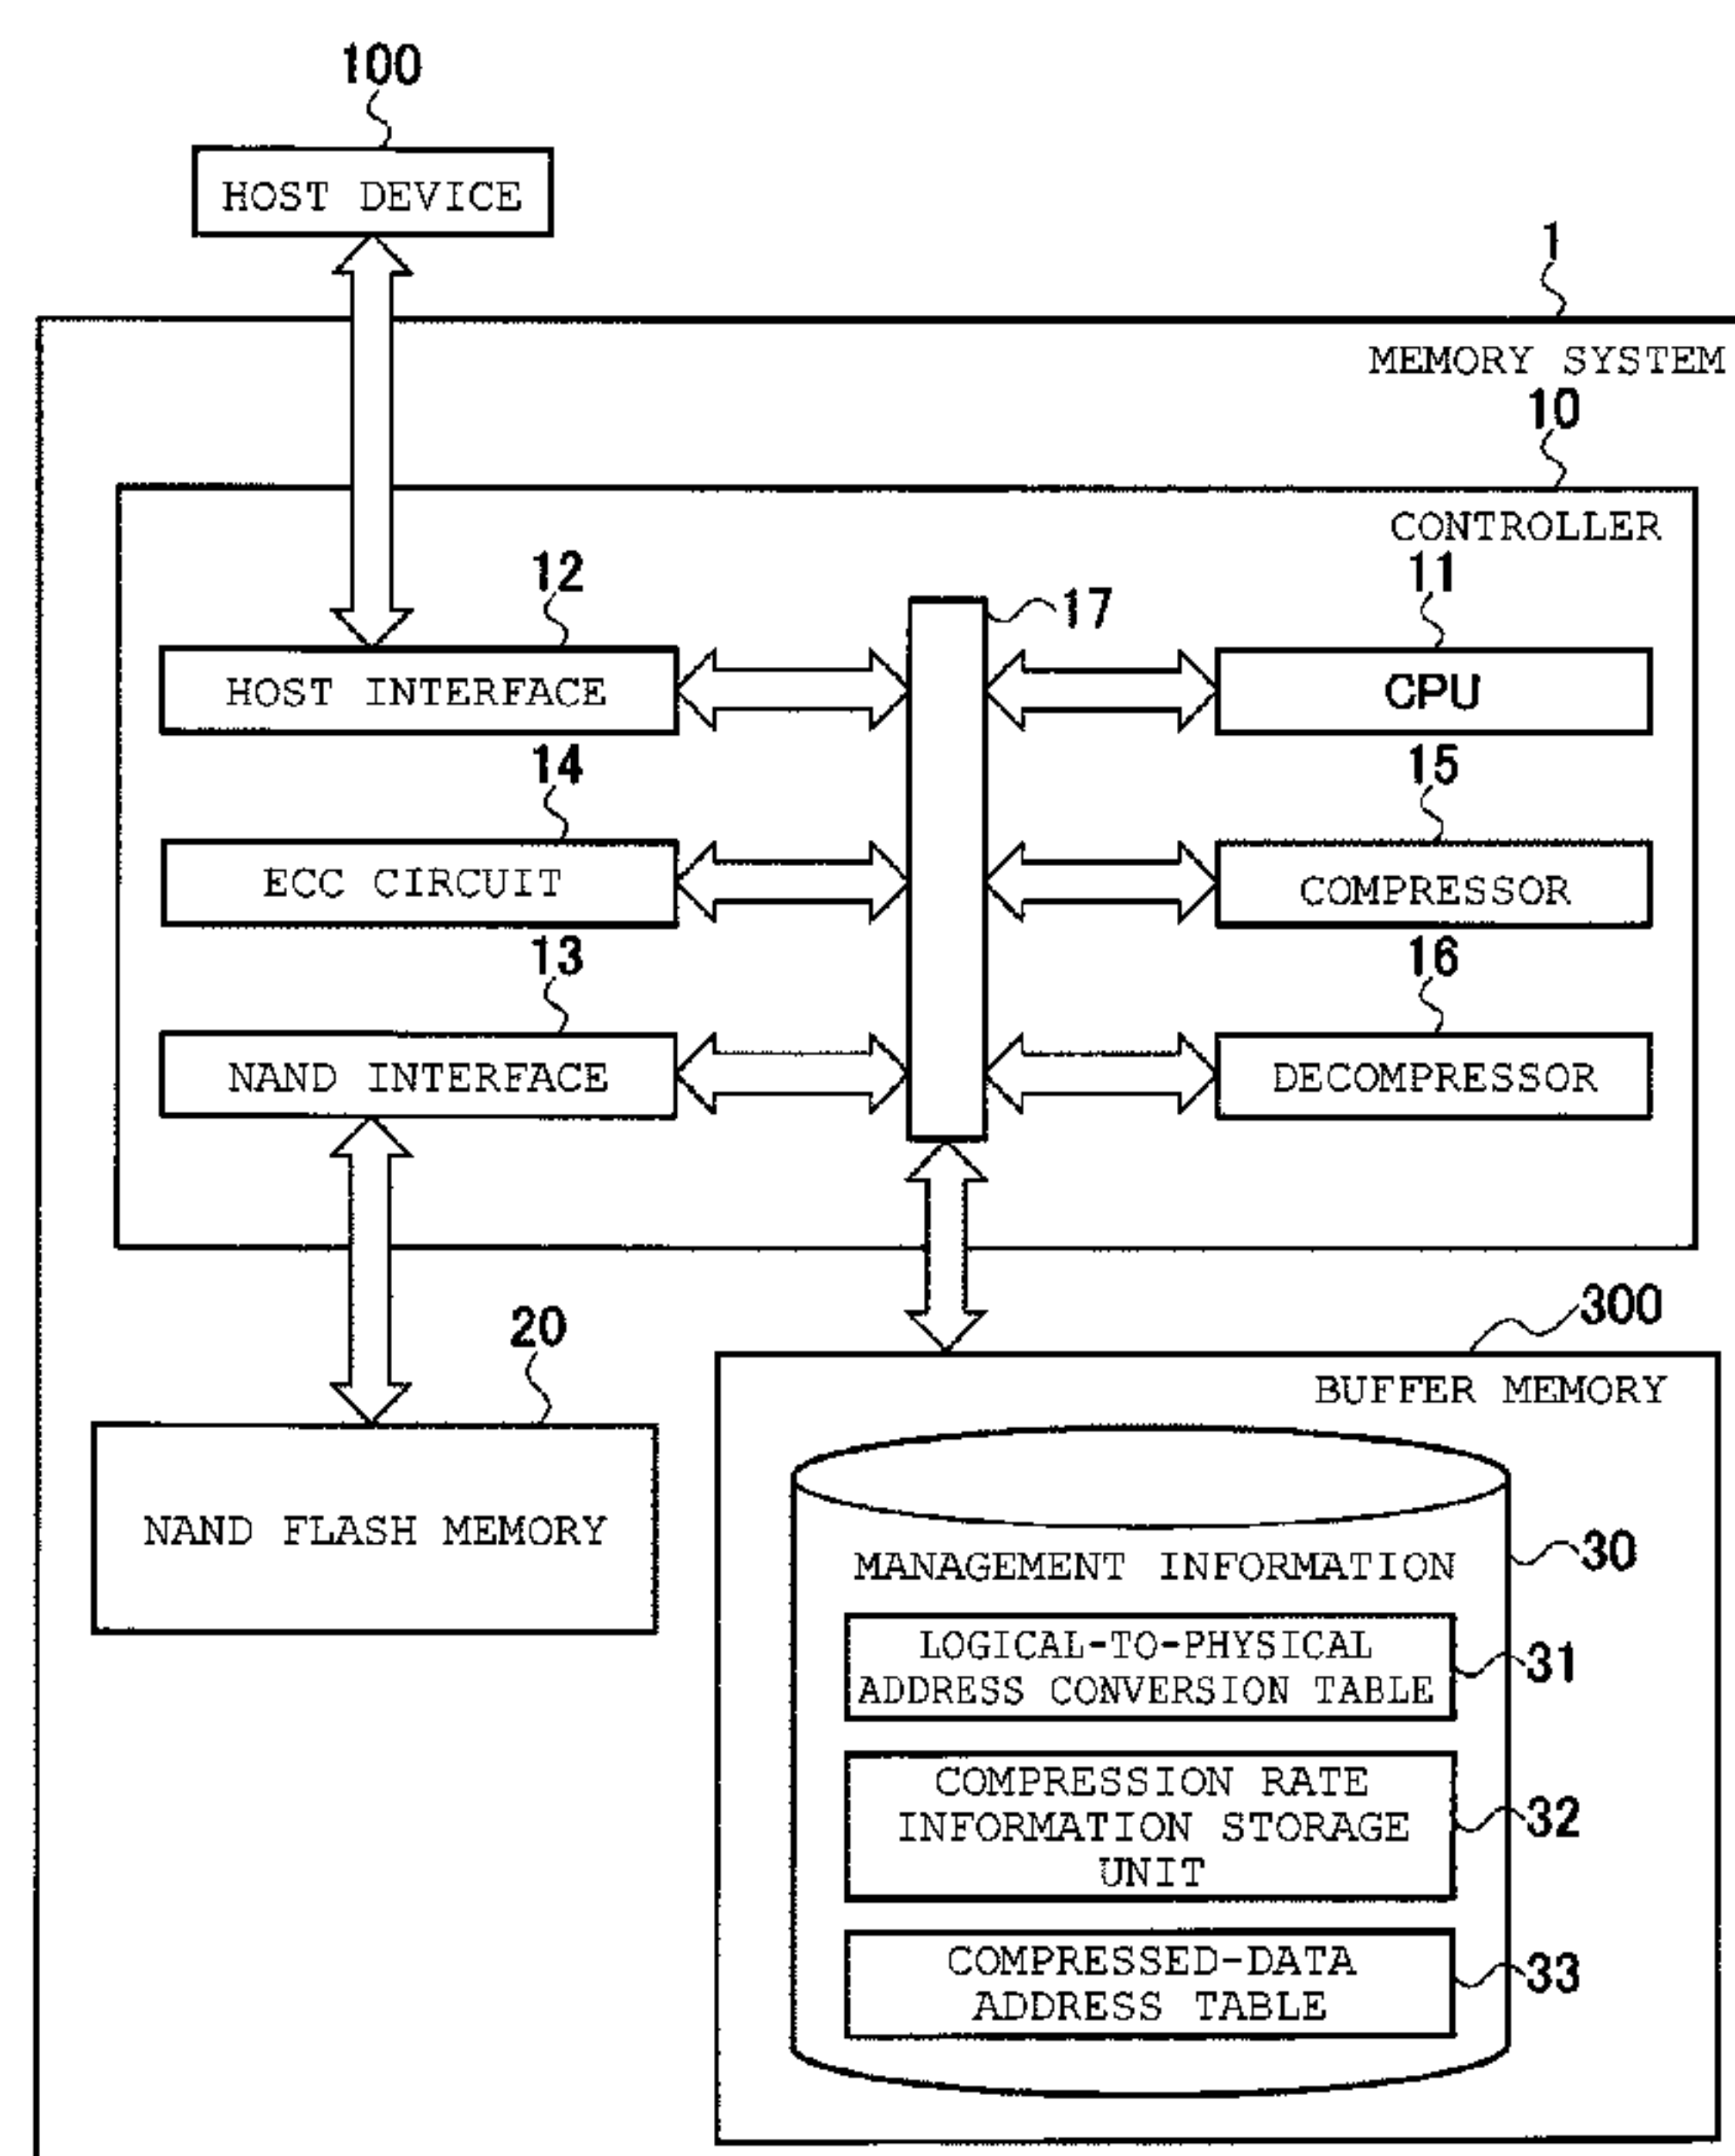 100
HOST DEVICE
1
MEMORY SYSTEM
10
CONTROLLER
12
17
11
HOST INTERFACE
CPU
14
15
ECC CIRCUIT
COMPRESSOR
13
16
NAND INTERFACE
DECOMPRESSOR
20
300
NAND FLASH MEMORY
BUFFER MEMORY
30
MANAGEMENT INFORMATION
LOGICAL-TO-PHYSICAL
ADDRESS CONVERSION TABLE
31
COMPRESSION RATE
INFORMATION STORAGE
UNIT
32
COMPRESSED-DATA
ADDRESS TABLE
33